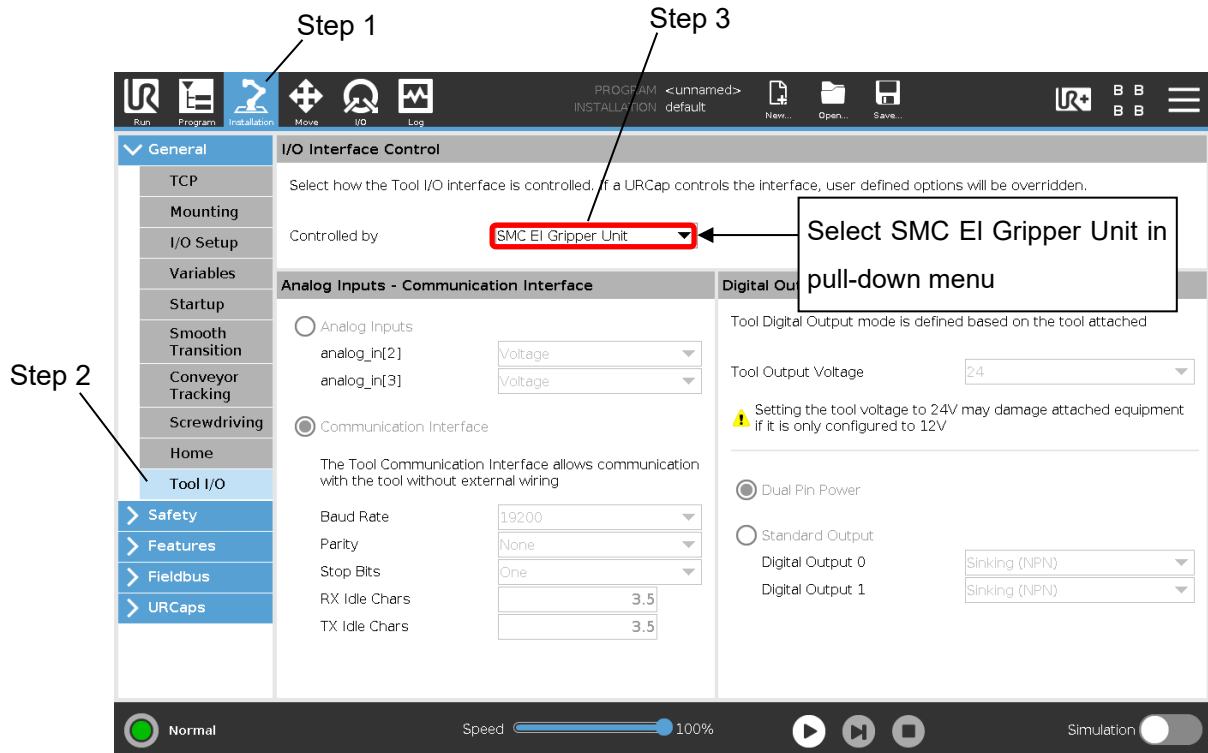 Step 1
Step 3
UR
Run
Program
Installation
Move
I/O
Log
PROGRAM <unnamed>
INSTALLATION default
New...
Open...
Save...
UR+
B B
B B
General
TCP
Mounting
I/O Setup
Variables
Startup
Smooth
Transition
Conveyor
Tracking
Screwdriving
Home
Tool I/O
Safety
Features
Fieldbus
URCaps
Step 2
I/O Interface Control
Select how the Tool I/O interface is controlled. If a URCap controls the interface, user defined options will be overridden.
Controlled by
SMC EI Gripper Unit
Select SMC EI Gripper Unit in
pull-down menu
Analog Inputs - Communication Interface
Analog Inputs
analog_in[2] Voltage
analog_in[3] Voltage
Communication Interface
The Tool Communication Interface allows communication
with the tool without external wiring
Baud Rate 19200
Parity None
Stop Bits One
RX Idle Chars 3.5
TX Idle Chars 3.5
Digital Ou
Tool Digital Output mode is defined based on the tool attached
Tool Output Voltage 24
Setting the tool voltage to 24V may damage attached equipment
if it is only configured to 12V
Dual Pin Power
Standard Output
Digital Output 0 Sinking (NPN)
Digital Output 1 Sinking (NPN)
Normal
Speed 100%
Simulation